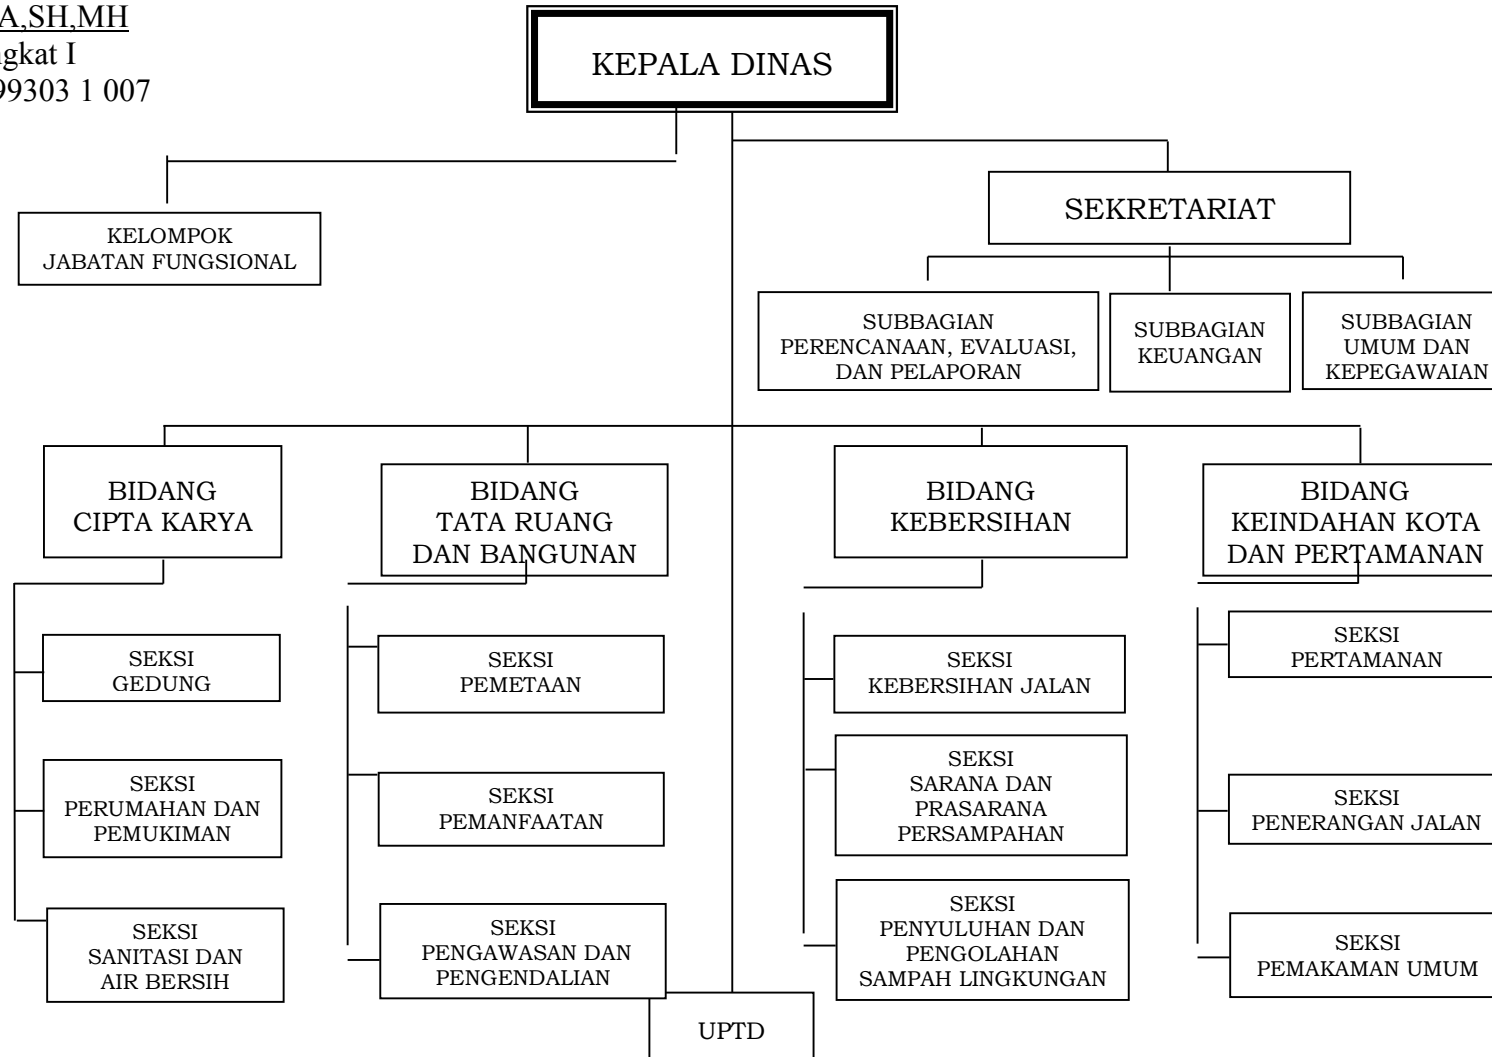 A,SH,MH
gkat I
99303 1 007
KEPALA DINAS
KELOMPOK
JABATAN FUNGSIONAL
SEKRETARIAT
SUBBAGIAN
PERENCANAAN, EVALUASI,
DAN PELAPORAN
SUBBAGIAN
KEUANGAN
SUBBAGIAN
UMUM DAN
KEPEGAWAIAN
BIDANG
CIPTA KARYA
BIDANG
TATA RUANG
DAN BANGUNAN
BIDANG
KEBERSIHAN
BIDANG
KEINDAHAN KOTA
DAN PERTAMANAN
SEKSI
GEDUNG
SEKSI
PERUMAHAN DAN
PEMUKIMAN
SEKSI
SANITASI DAN
AIR BERSIH
SEKSI
PEMETAAN
SEKSI
PEMANFAATAN
SEKSI
PENGAWASAN DAN
PENGENDALIAN
SEKSI
KEBERSIHAN JALAN
SEKSI
SARANA DAN
PRASARANA
PERSAMPAHAN
SEKSI
PENYULUHAN DAN
PENGOLAHAN
SAMPAH LINGKUNGAN
SEKSI
PERTAMANAN
SEKSI
PENERANGAN JALAN
SEKSI
PEMAKAMAN UMUM
UPTD